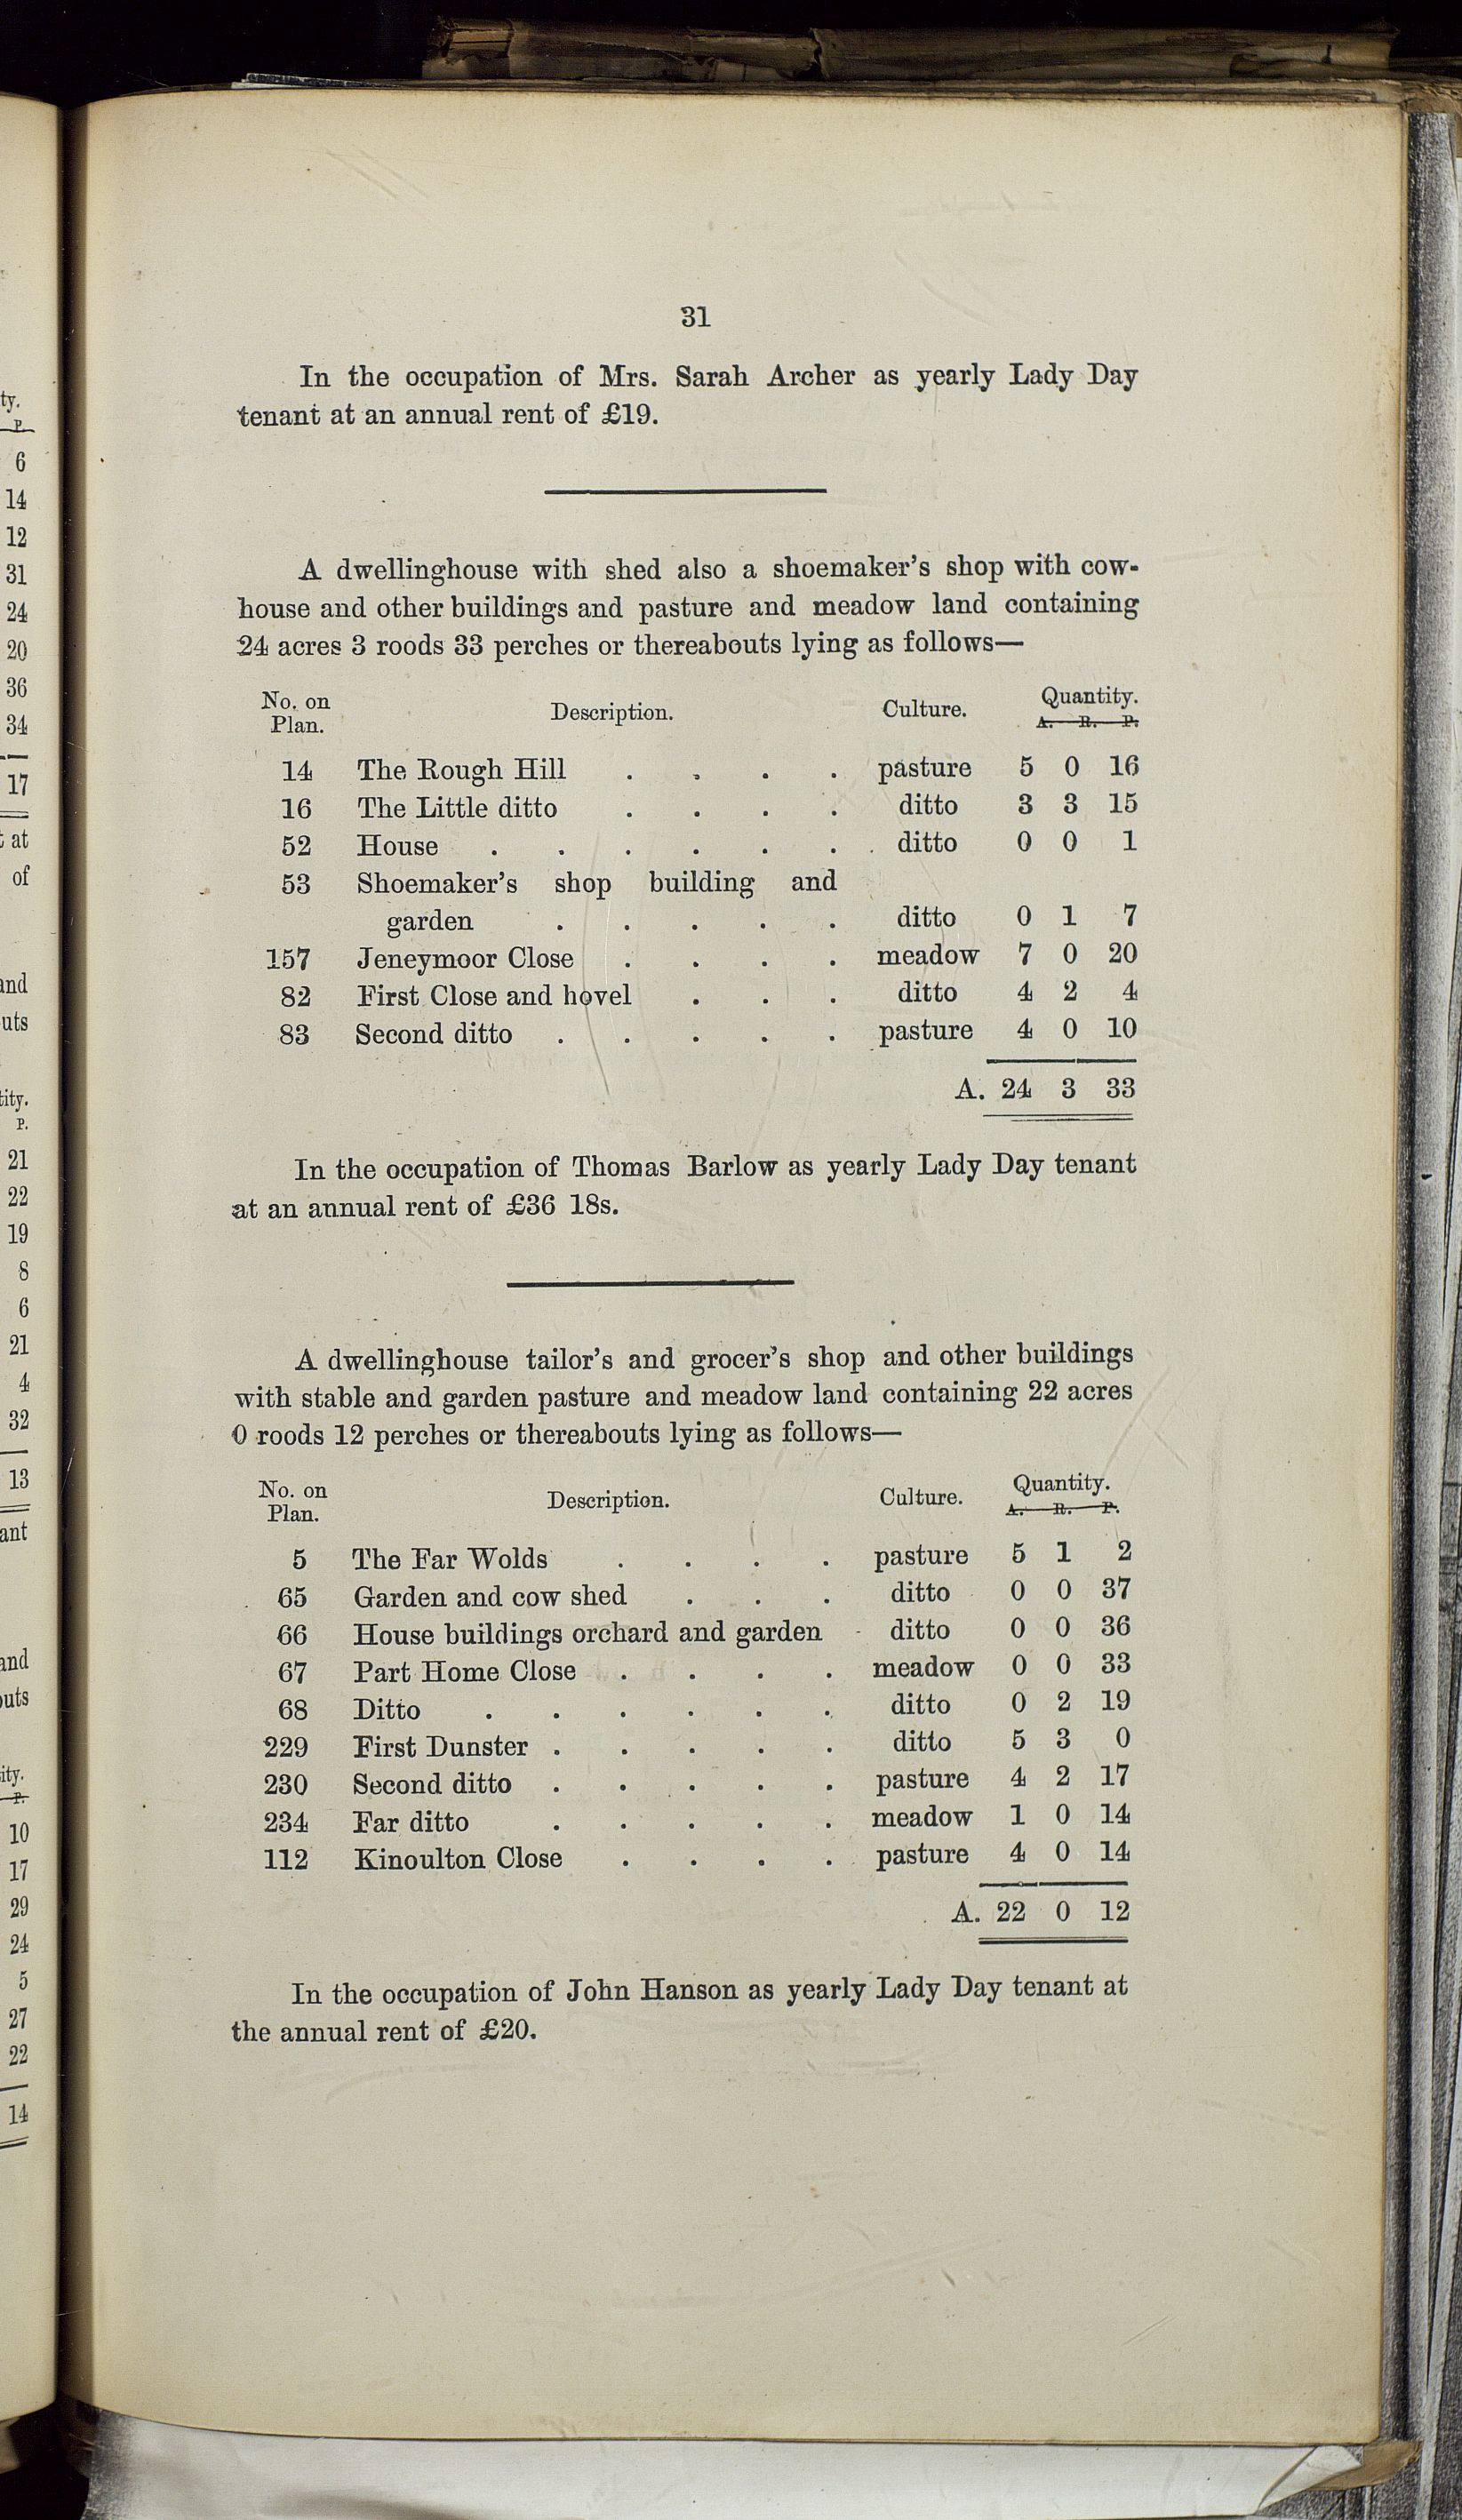 31
In the occupation of Mrs. Sarah Archer as yearly Lady Day
tenant at an annual rent of £19.
A dwellinghouse with shed also a shoemaker's shop with cow-
house and other buildings and pasture and meadow land containing
24 acres 3 roods 33 perches or thereabouts lying as follows—
No. on Plan. Description. Culture. Quantity.
A. R. P.
14 The Rough Hill . . . . pasture 5 0 16
16 The Little ditto . . . . ditto 3 3 15
52 House . . . . . . . ditto 0 0 1
53 Shoemaker's shop building and
garden . . . . . ditto 0 1 7
157 Jeneymoor Close . . . . meadow 7 0 20
82 First Close and hovel . . . ditto 4 2 4
83 Second ditto . . . . . pasture 4 0 10
A. 24 3 33
In the occupation of Thomas Barlow as yearly Lady Day tenant
at an annual rent of £36 18s.
A dwellinghouse tailor's and grocer's shop and other buildings
with stable and garden pasture and meadow land containing 22 acres
0 roods 12 perches or thereabouts lying as follows—
No. on Plan. Description. Culture. Quantity.
A. R. P.
5 The Far Wolds . . . . pasture 5 1 2
65 Garden and cow shed . . . ditto 0 0 37
66 House buildings orchard and garden ditto 0 0 36
67 Part Home Close . . . . meadow 0 0 33
68 Ditto . . . . . . ditto 0 2 19
229 First Dunster . . . . . ditto 5 3 0
230 Second ditto . . . . . pasture 4 2 17
234 Far ditto . . . . . meadow 1 0 14
112 Kinoulton Close . . . . pasture 4 0 14
A. 22 0 12
In the occupation of John Hanson as yearly Lady Day tenant at
the annual rent of £20.